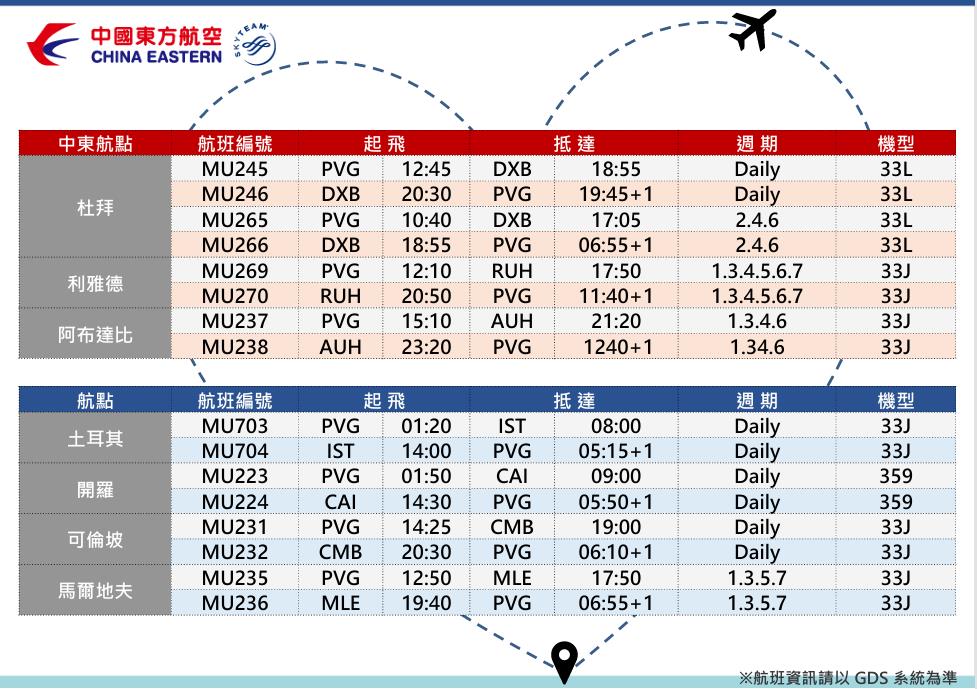 中國東方航空
CHINA EASTERN
SKYTEAM
中東航點 航班編號 起 飛 抵 達 週 期 機型
杜拜 MU245 PVG 12:45 DXB 18:55 Daily 33L
MU246 DXB 20:30 PVG 19:45+1 Daily 33L
MU265 PVG 10:40 DXB 17:05 2.4.6 33L
MU266 DXB 18:55 PVG 06:55+1 2.4.6 33L
利雅德 MU269 PVG 12:10 RUH 17:50 1.3.4.5.6.7 33J
MU270 RUH 20:50 PVG 11:40+1 1.3.4.5.6.7 33J
阿布達比 MU237 PVG 15:10 AUH 21:20 1.3.4.6 33J
MU238 AUH 23:20 PVG 1240+1 1.34.6 33J
航點 航班編號 起 飛 抵 達 週 期 機型
土耳其 MU703 PVG 01:20 IST 08:00 Daily 33J
MU704 IST 14:00 PVG 05:15+1 Daily 33J
開羅 MU223 PVG 01:50 CAI 09:00 Daily 359
MU224 CAI 14:30 PVG 05:50+1 Daily 359
可倫坡 MU231 PVG 14:25 CMB 19:00 Daily 33J
MU232 CMB 20:30 PVG 06:10+1 Daily 33J
馬爾地夫 MU235 PVG 12:50 MLE 17:50 1.3.5.7 33J
MU236 MLE 19:40 PVG 06:55+1 1.3.5.7 33J
※航班資訊請以 GDS 系統為準